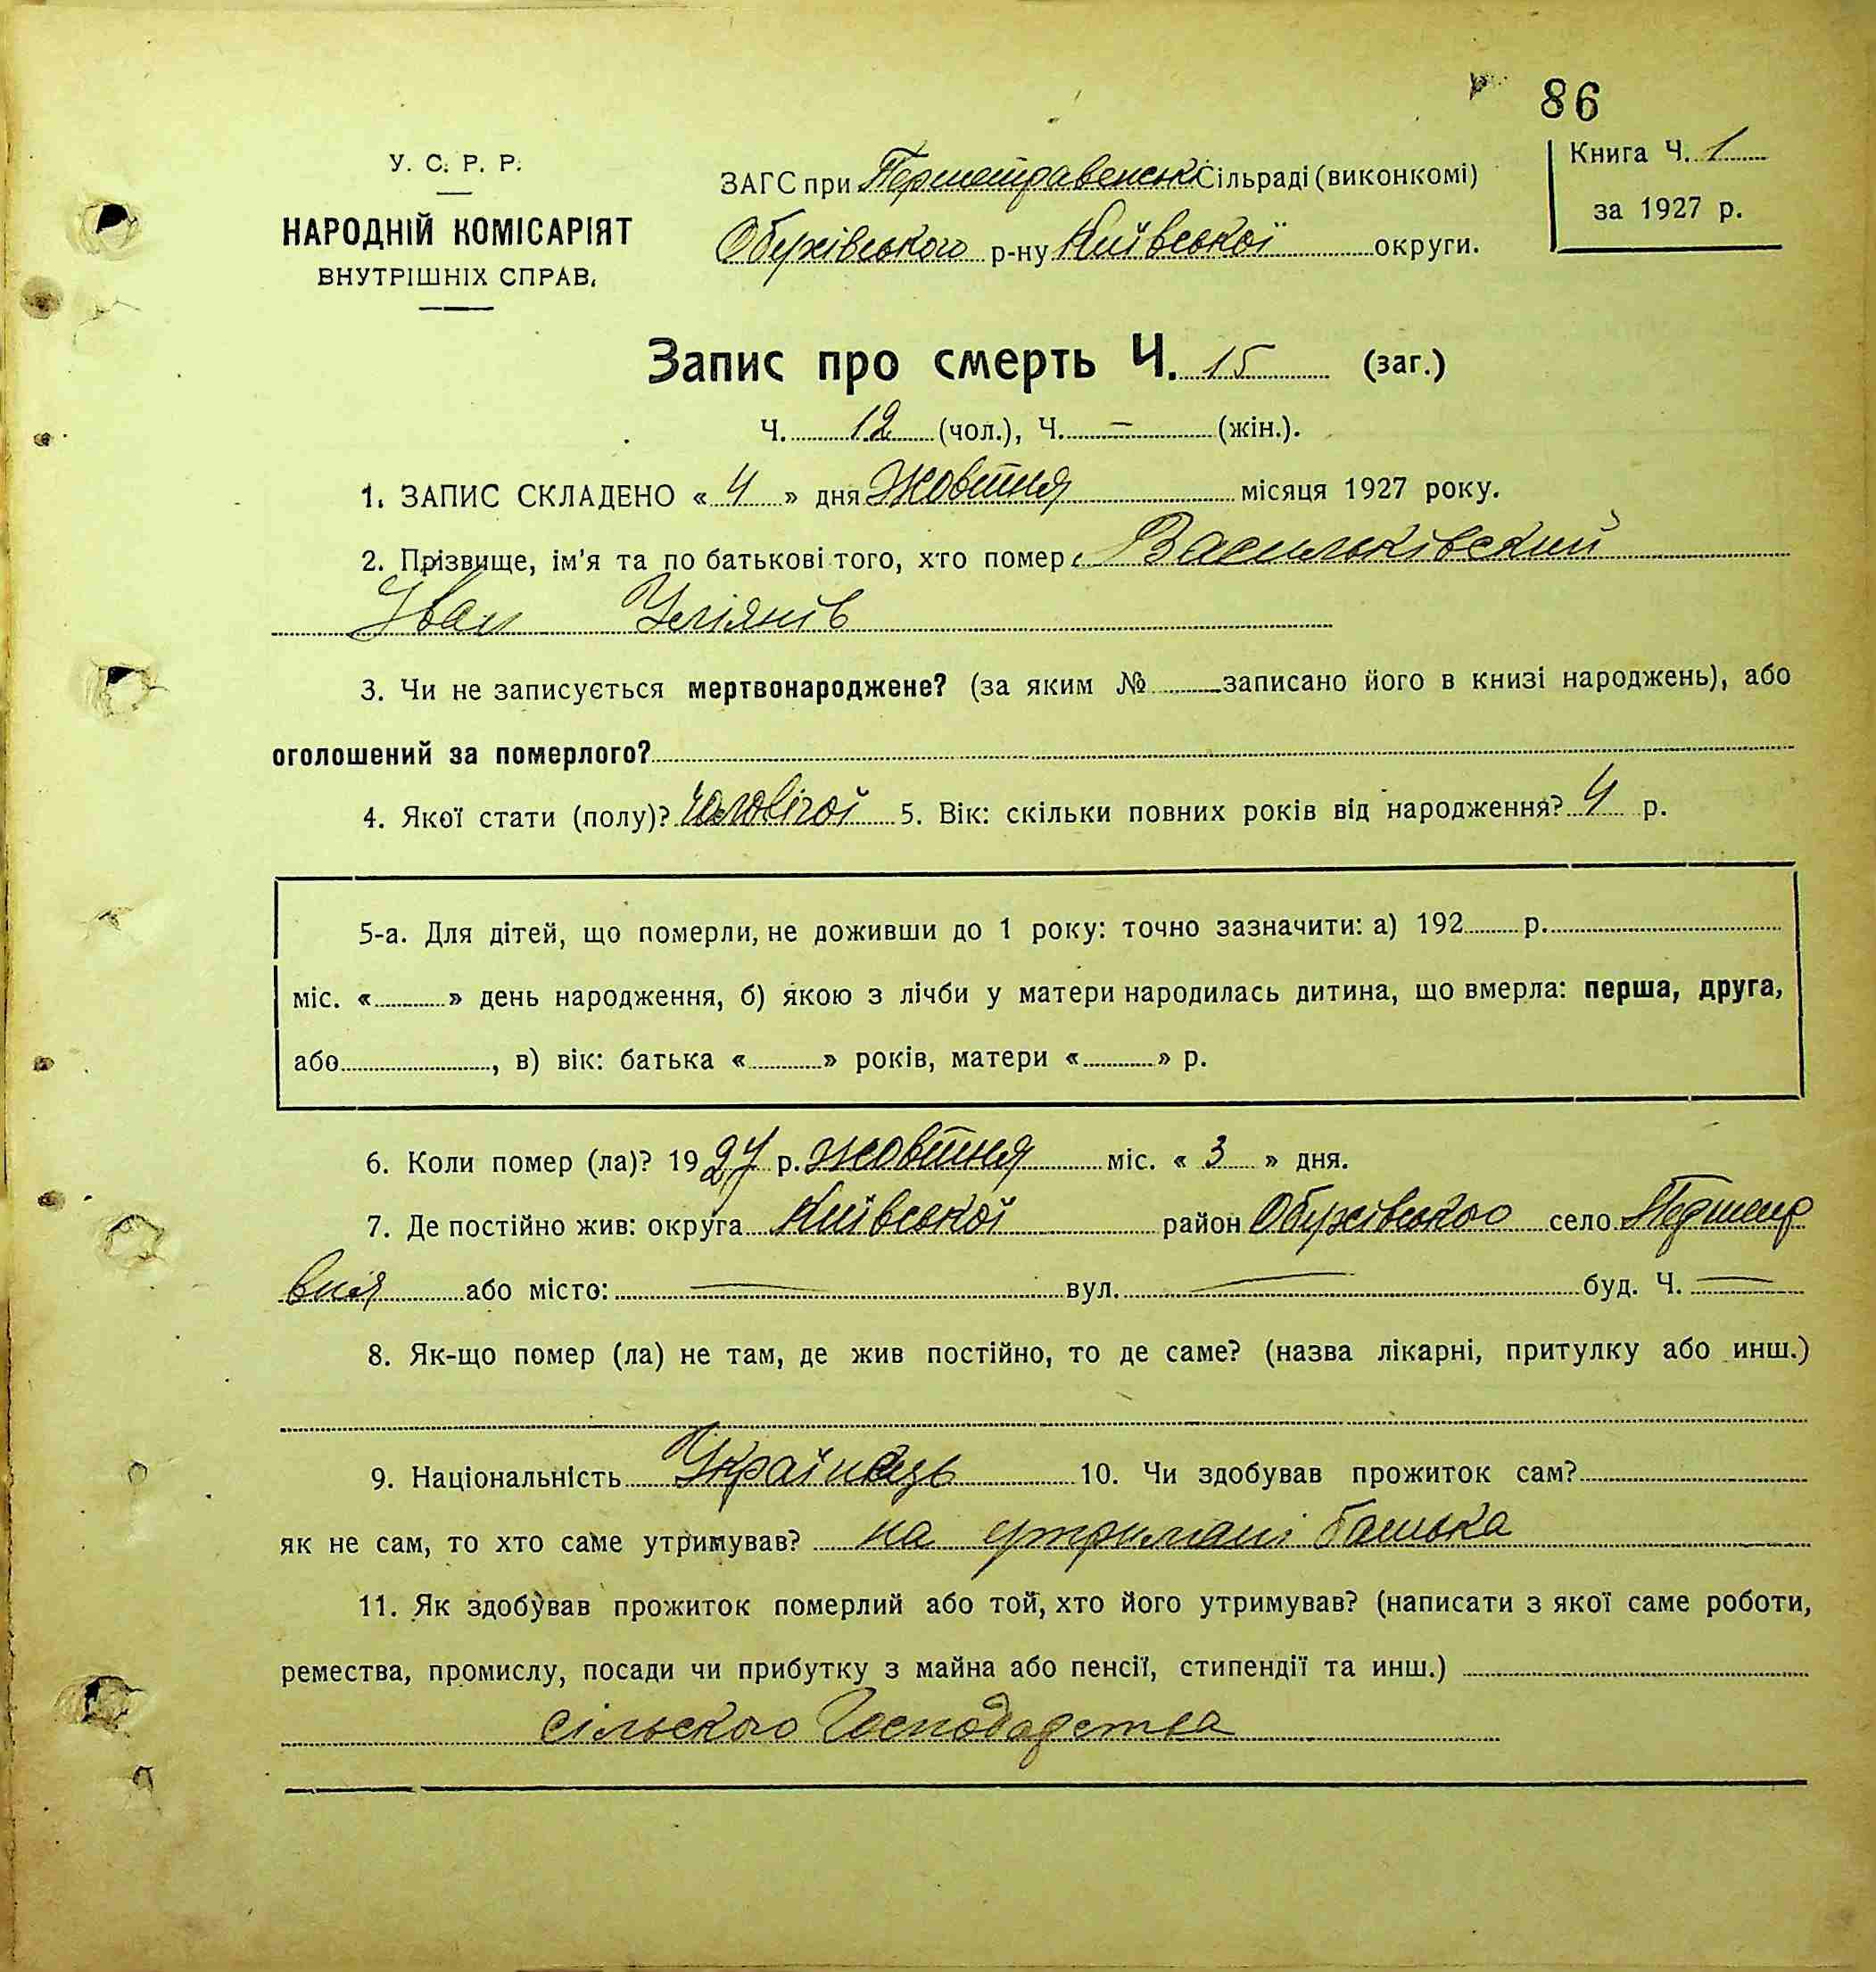 86
У. С. Р. Р.
НАРОДНІЙ КОМІСАРІЯТ
ВНУТРІШНІХ СПРАВ.
ЗАГС при Першотравенськ Сільраді (виконкомі)
Обухівського р-ну Київської округи.
Книга Ч. 1
за 1927 р.
Запис про смерть Ч. 15 (заг.)
Ч. 12 (чол.), Ч. — (жін.).
1. ЗАПИС СКЛАДЕНО « 4 » дня Жовтня місяця 1927 року.
2. Прізвище, ім'я та по батькові того, хто помер Васильківский
Іван Улянів
3. Чи не записується мертвонароджене? (за яким № записано його в книзі народжень), або
оголошений за померлого?
4. Якої стати (полу)? чоловічої 5. Вік: скільки повних років від народження? 4 р.
5-а. Для дітей, що померли, не доживши до 1 року: точно зазначити: а) 192 р.
міс. « » день народження, б) якою з лічби у матери народилась дитина, що вмерла: перша, друга,
або , в) вік: батька « » років, матери « » р.
6. Коли помер (ла)? 1927 р. жовтня міс. « 3 » дня.
7. Де постійно жив: округа Київської район Обухівського село
або місто: — вул. — буд. Ч. —
8. Як-що помер (ла) не там, де жив постійно, то де саме? (назва лікарні, притулку або инш.)
9. Національність Українець 10. Чи здобував прожиток сам?
як не сам, то хто саме утримував? на утримані батька
11. Як здобував прожиток померлий або той, хто його утримував? (написати з якої саме роботи,
ремества, промислу, посади чи прибутку з майна або пенсії, стипендії та инш.)
сільского Господарства